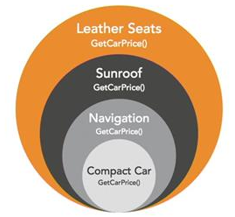 Leather Seats
GetCarPrice()
Sunroof
GetCarPrice()
Navigation
GetCarPrice()
Compact Car
GetCarPrice()